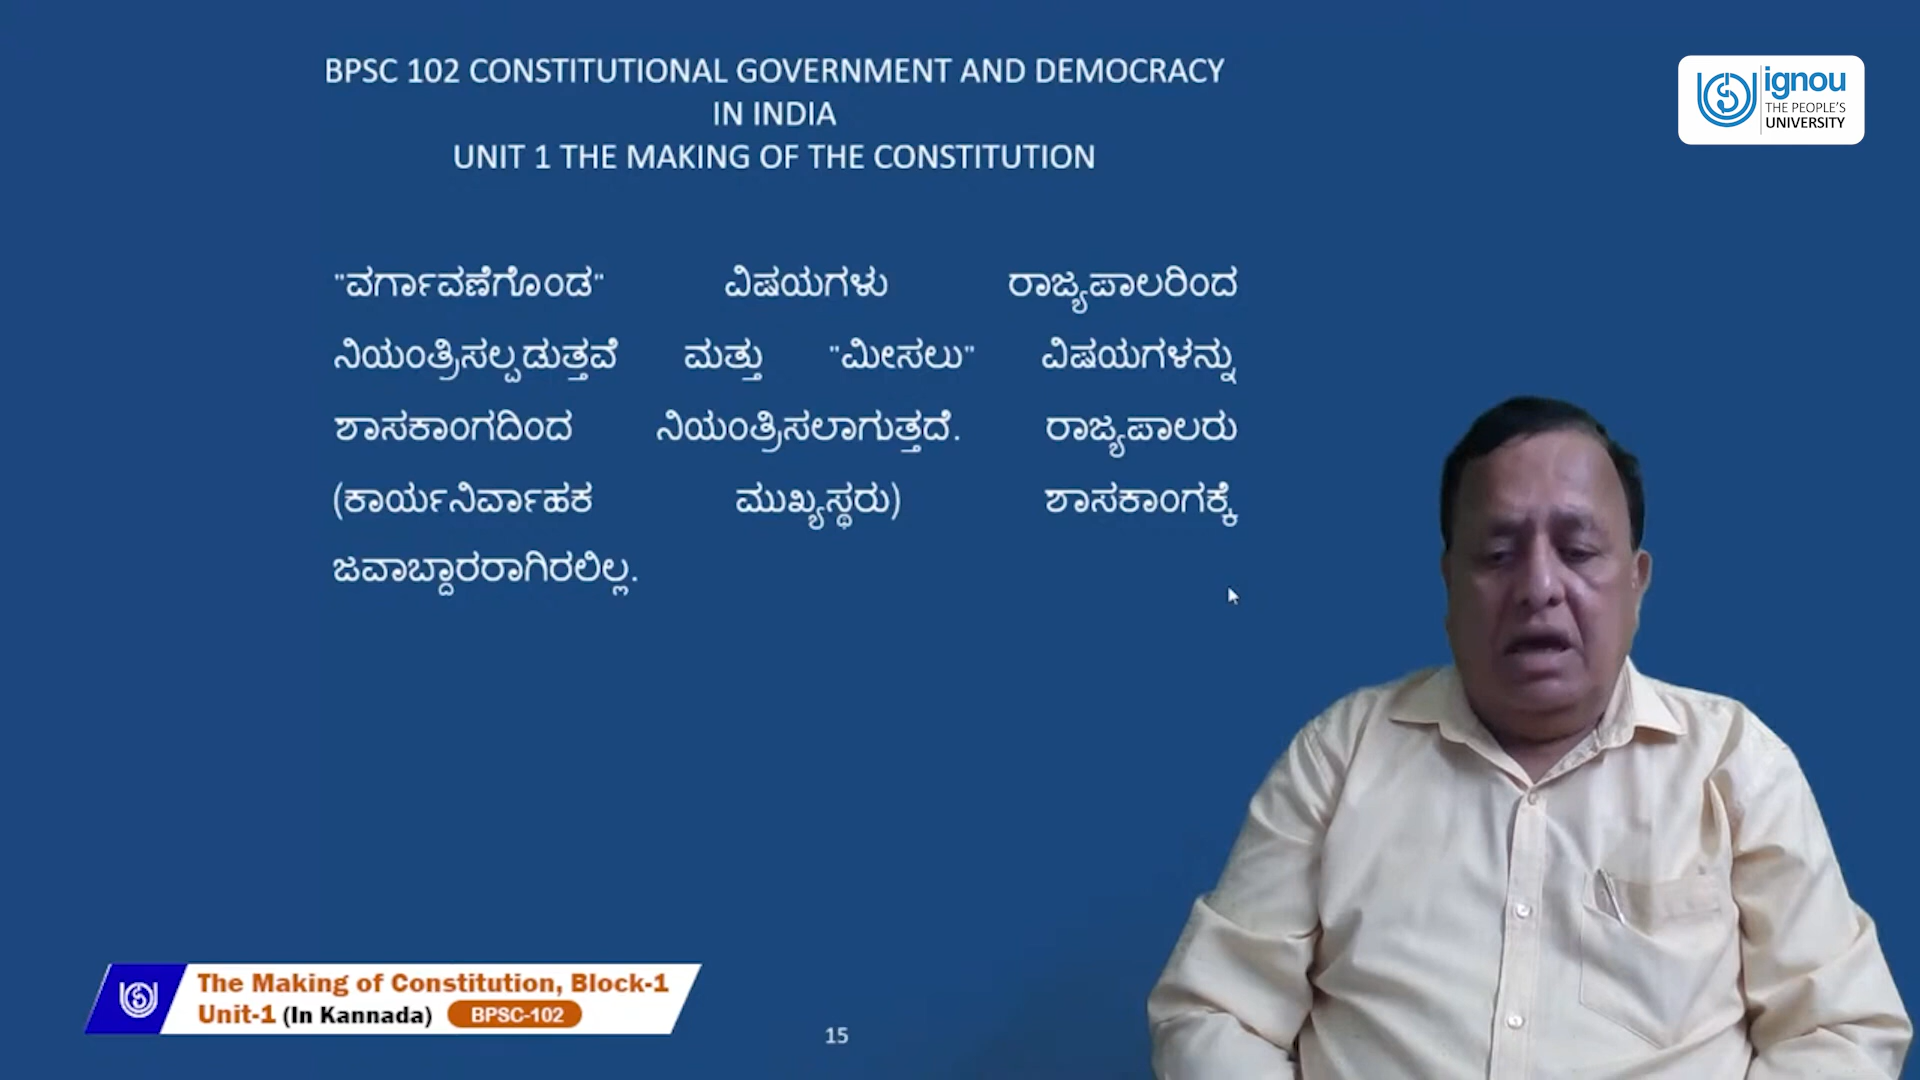 BPSC 102 CONSTITUTIONAL GOVERNMENT AND DEMOCRACY
IN INDIA
UNIT 1 THE MAKING OF THE CONSTITUTION
ignou
THE PEOPLE'S
UNIVERSITY
"ವರ್ಗಾವಣೆಗೊಂಡ" ವಿಷಯಗಳು ರಾಜ್ಯಪಾಲರಿಂದ
ನಿಯಂತ್ರಿಸಲ್ಪಡುತ್ತವೆ ಮತ್ತು "ಮೀಸಲು" ವಿಷಯಗಳನ್ನು
ಶಾಸಕಾಂಗದಿಂದ ನಿಯಂತ್ರಿಸಲಾಗುತ್ತದೆ. ರಾಜ್ಯಪಾಲರು
(ಕಾರ್ಯನಿರ್ವಾಹಕ ಮುಖ್ಯಸ್ಥರು) ಶಾಸಕಾಂಗಕ್ಕೆ
ಜವಾಬ್ದಾರರಾಗಿರಲಿಲ್ಲ.
The Making of Constitution, Block-1
Unit-1 (In Kannada) BPSC-102
15